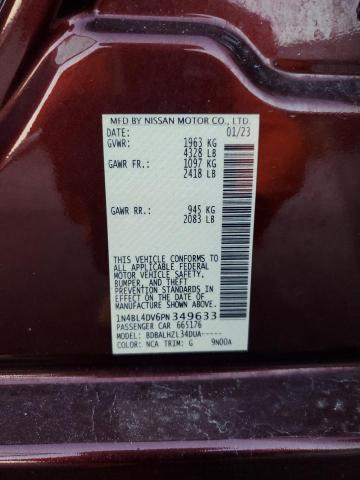 MFD BY NISSAN MOTOR CO., LTD.
DATE: 01/23
GVWR: 1963 KG
4328 LB
GAWR FR.: 1097 KG
2418 LB
GAWR RR.: 945 KG
2083 LB
THIS VEHICLE CONFORMS
TO ALL APPLICABLE FEDERAL
MOTOR VEHICLE SAFETY,
BUMPER, AND THEFT
PREVENTION STANDARDS IN
EFFECT ON THE DATE OF
MANUFACTURE SHOWN ABOVE.
1N4BL4DV6PN349633
PASSENGER CAR 665176
MODEL: BDBALHZL34DUA-----
COLOR: NCA TRIM: G 9N00A